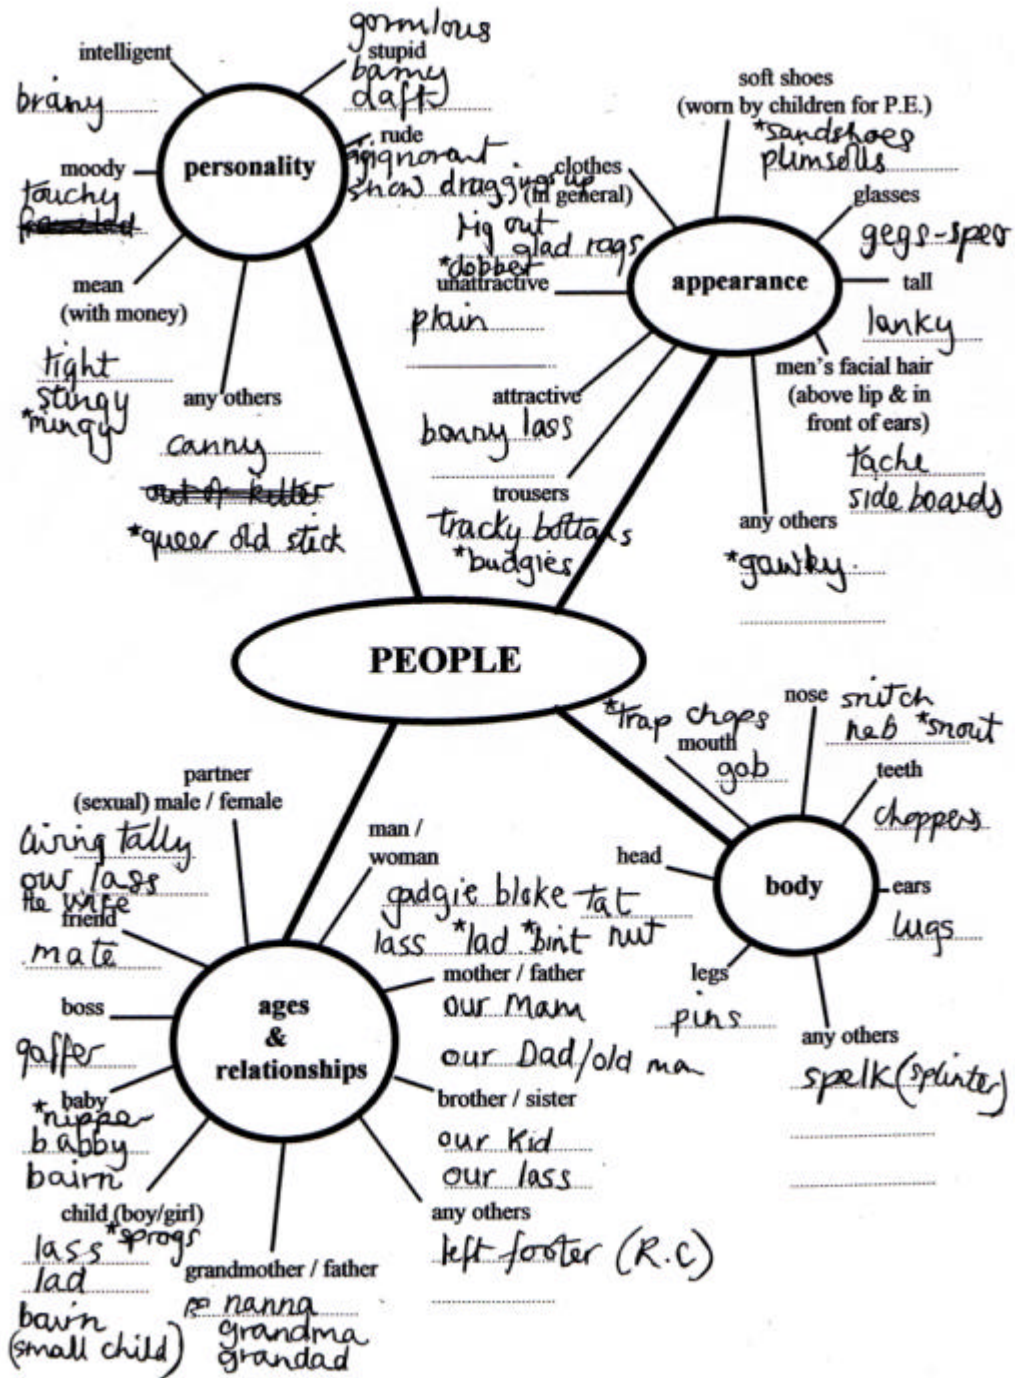 PEOPLE
personality
intelligent
brainy
gormlous
stupid
barmy
daft
rude
ignorant
show draggings up
moody
touchy
mean
(with money)
tight
stingy
*mingy
any others
canny
out of kilter
*queer old stick
appearance
soft shoes
(worn by children for P.E.)
*sandshoes
plimsolls
clothes
(in general)
rig out
glad rags
*clobber
glasses
gegs-specs
tall
lanky
unattractive
plain
men's facial hair
(above lip & in
front of ears)
tache
sideboards
attractive
bonny lass
trousers
tracky bottoms
*budgies
any others
*gawky.
body
*trap chops
mouth
gob
nose
snitch
neb *snout
teeth
choppers
head
tat
nut
ears
lugs
legs
pins
any others
spelk (splinter)
ages
&
relationships
partner
(sexual) male / female
living tally
our lass
the wife
man /
woman
gadgie bloke
lass *lad *bint
friend
mate
mother / father
our Mam
our Dad/old man
boss
gaffer
brother / sister
our Kid
our lass
baby
*nipper
babby
bairn
child (boy/girl)
lass *sprogs
lad
bairn
(small child)
grandmother / father
nanna
grandma
grandad
any others
left footer (R.C)